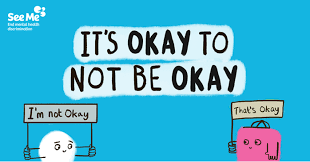 See Me
End mental health
discrimination
IT'S OKAY TO
NOT BE OKAY
I'm not Okay
That's Okay